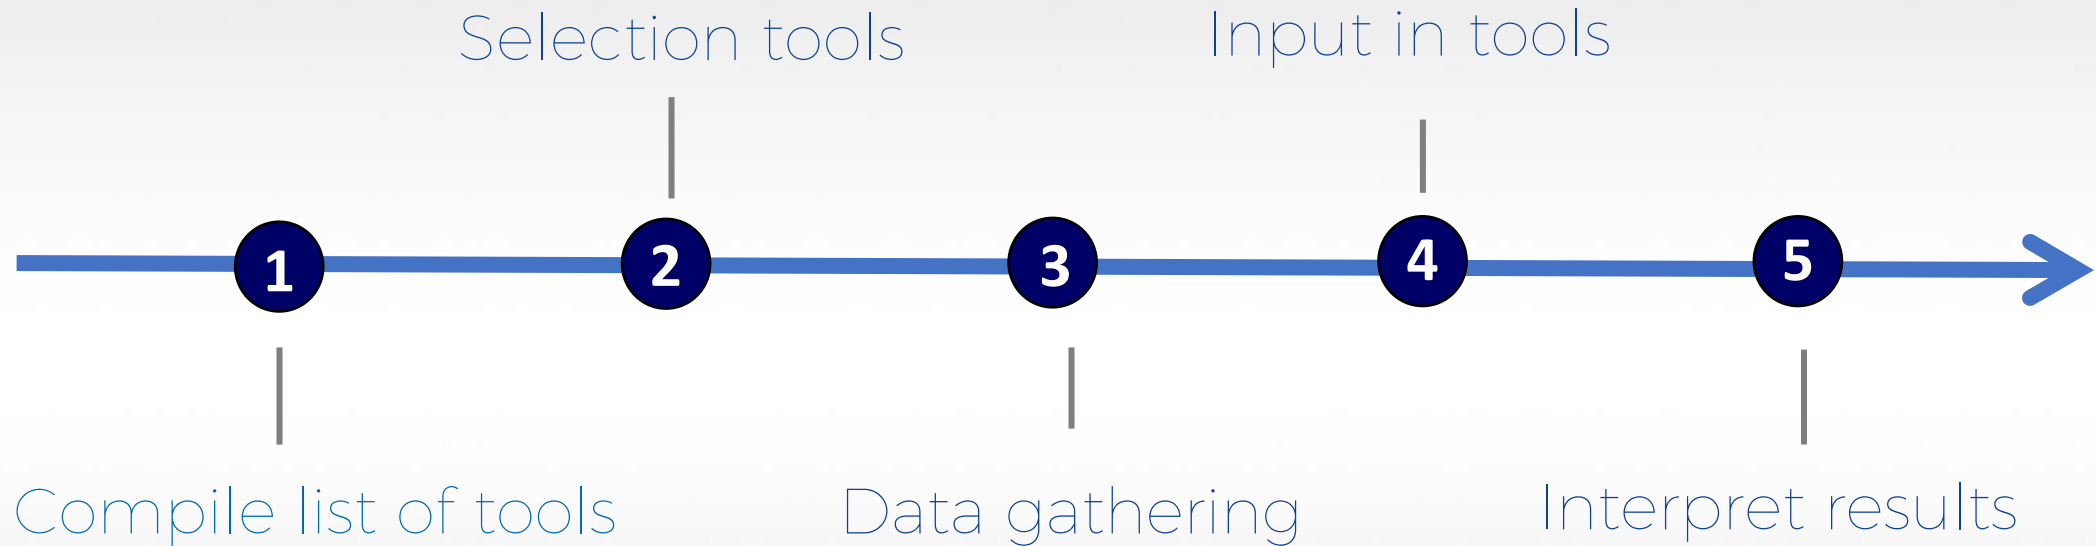 Selection tools
Input in tools
1
2
3
4
5
Compile list of tools
Data gathering
Interpret results